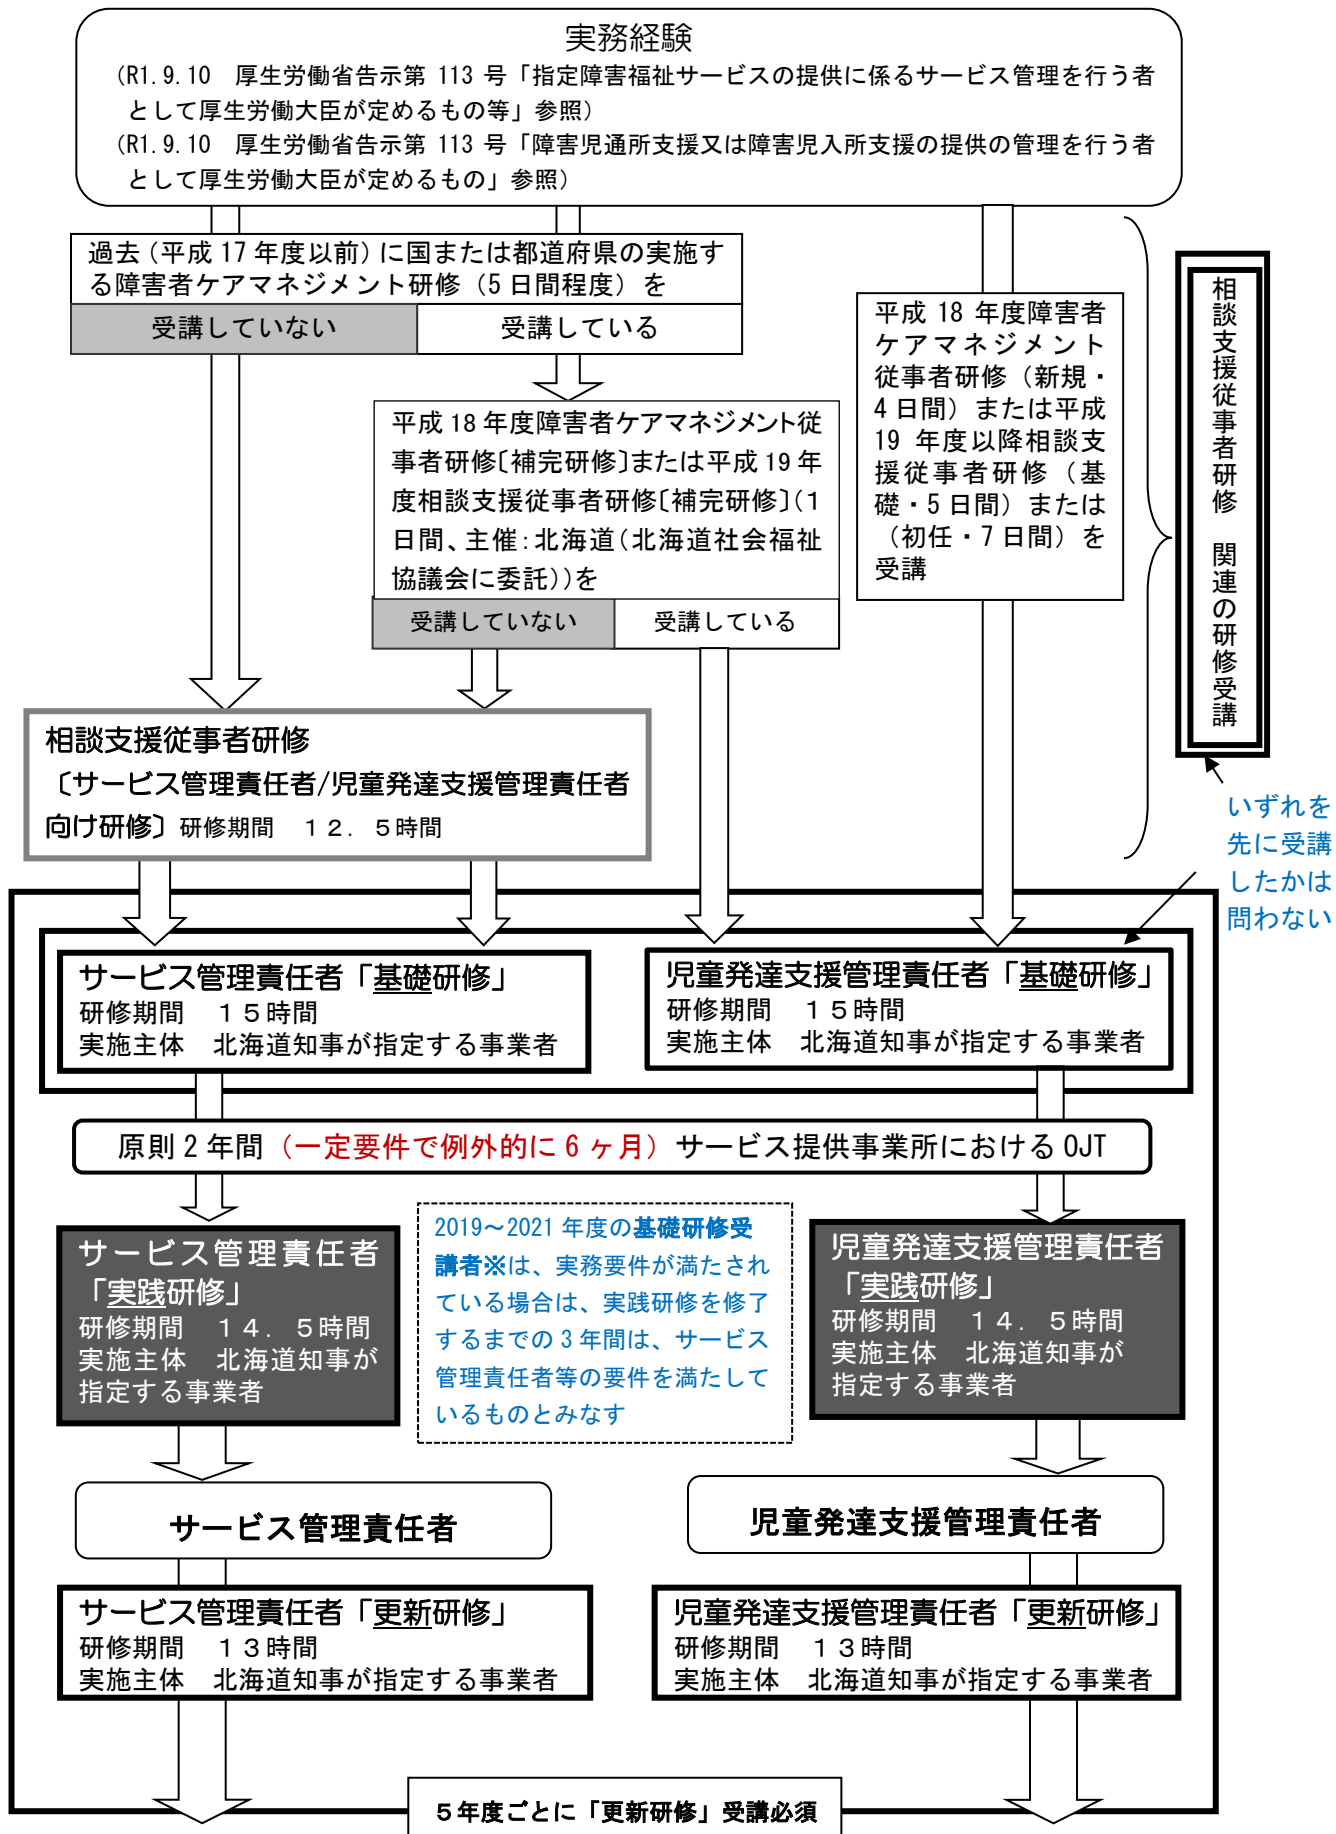 実務経験
(R1.9.10　厚生労働省告示第 113 号「指定障害福祉サービスの提供に係るサービス管理を行う者
として厚生労働大臣が定めるもの等」参照)
(R1.9.10　厚生労働省告示第 113 号「障害児通所支援又は障害児入所支援の提供の管理を行う者
として厚生労働大臣が定めるもの」参照)
過去(平成 17 年度以前)に国または都道府県の実施す
る障害者ケアマネジメント研修（5 日間程度）を
受講していない
受講している
平成 18 年度障害者ケアマネジメント従
事者研修〔補完研修〕または平成 19 年
度相談支援従事者研修〔補完研修〕(1
日間、主催:北海道(北海道社会福祉
協議会に委託))を
受講していない
受講している
平成 18 年度障害者
ケアマネジメント
従事者研修（新規・
4 日間）または平成
19 年度以降相談支
援従事者研修（基
礎・5 日間）または
（初任・7 日間）を
受講
相談支援従事者研修　関連の研修受講
相談支援従事者研修
〔サービス管理責任者/児童発達支援管理責任者
向け研修〕研修期間　１２．５時間
いずれを
先に受講
したかは
問わない
サービス管理責任者「基礎研修」
研修期間　１５時間
実施主体　北海道知事が指定する事業者
児童発達支援管理責任者「基礎研修」
研修期間　１５時間
実施主体　北海道知事が指定する事業者
原則 2 年間（一定要件で例外的に 6 ヶ月）サービス提供事業所における OJT
サービス管理責任者
「実践研修」
研修期間　１４．５時間
実施主体　北海道知事が
指定する事業者
2019～2021 年度の基礎研修受
講者※は、実務要件が満たされ
ている場合は、実践研修を修了
するまでの 3 年間は、サービス
管理責任者等の要件を満たして
いるものとみなす
児童発達支援管理責任者
「実践研修」
研修期間　１４．５時間
実施主体　北海道知事が
指定する事業者
サービス管理責任者
児童発達支援管理責任者
サービス管理責任者「更新研修」
研修期間　１３時間
実施主体　北海道知事が指定する事業者
児童発達支援管理責任者「更新研修」
研修期間　１３時間
実施主体　北海道知事が指定する事業者
５年度ごとに「更新研修」受講必須